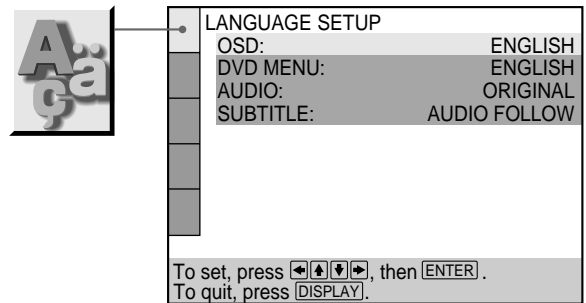 A ä ç
LANGUAGE SETUP
OSD: ENGLISH
DVD MENU: ENGLISH
AUDIO: ORIGINAL
SUBTITLE: AUDIO FOLLOW
To set, press ←↑↓→, then ENTER .
To quit, press DISPLAY.